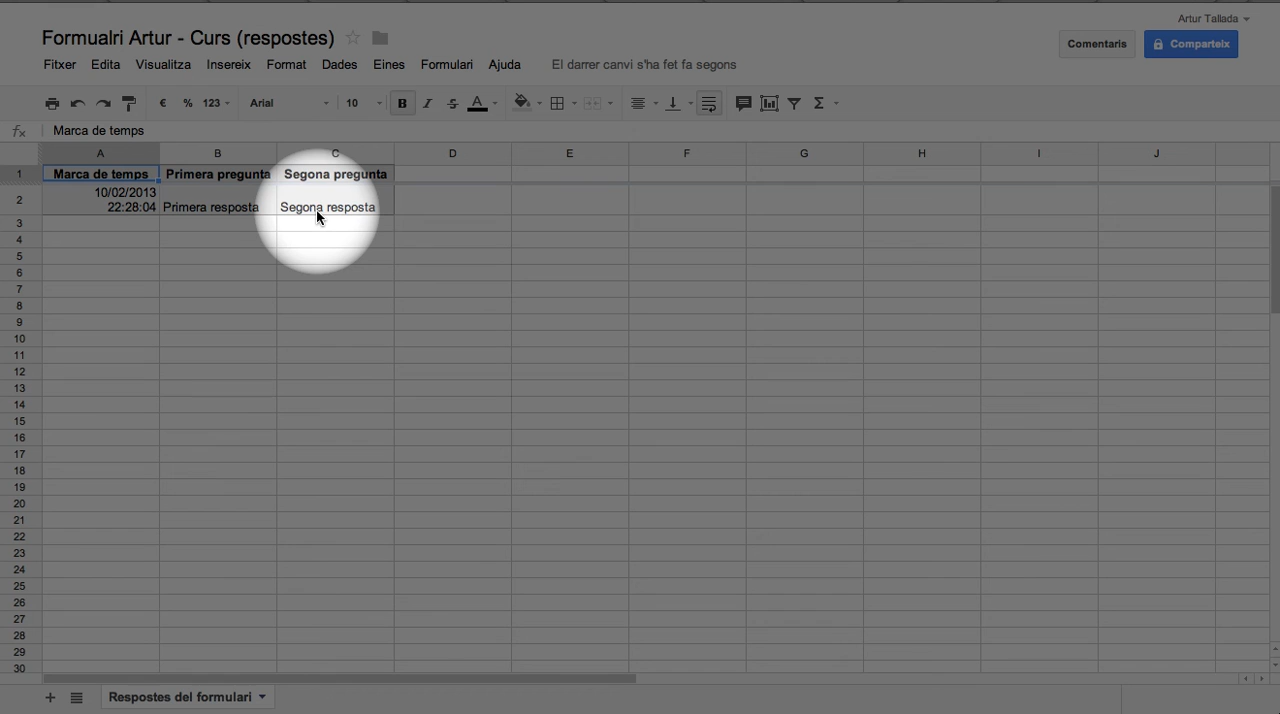 Artur Tallada
Formualri Artur - Curs (respostes)
Comentaris
Comparteix
Fitxer Edita Visualitza Insereix Format Dades Eines Formulari Ajuda El darrer canvi s'ha fet fa segons
€ % 123 Arial 10 B I S A Σ
fx Marca de temps
A B C D E F G H I J
1 Marca de temps Primera pregunta Segona pregunta
10/02/2013
2 22:28:04 Primera resposta Segona resposta
3
4
5
6
7
8
9
10
11
12
13
14
15
16
17
18
19
20
21
22
23
24
25
26
27
28
29
30
+ Respostes del formulari